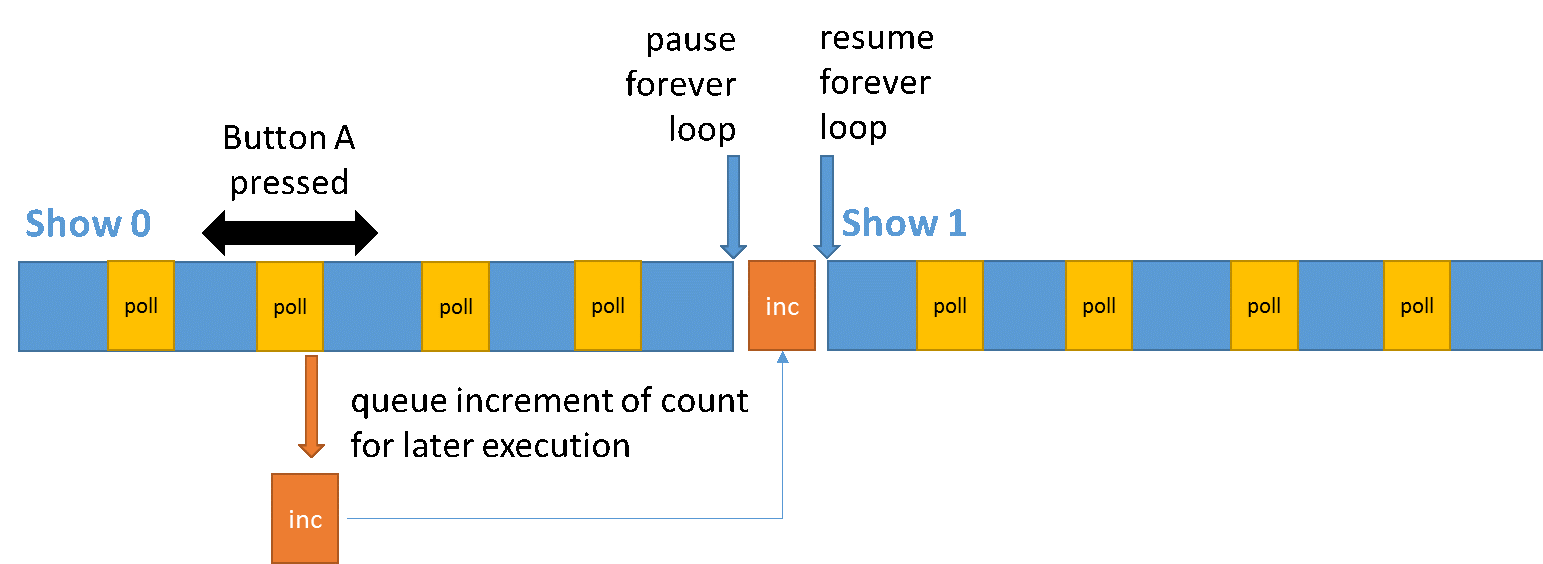 pause
forever
loop
resume
forever
loop
Button A
pressed
Show 0
Show 1
poll
poll
poll
poll
inc
poll
poll
poll
poll
queue increment of count
for later execution
inc